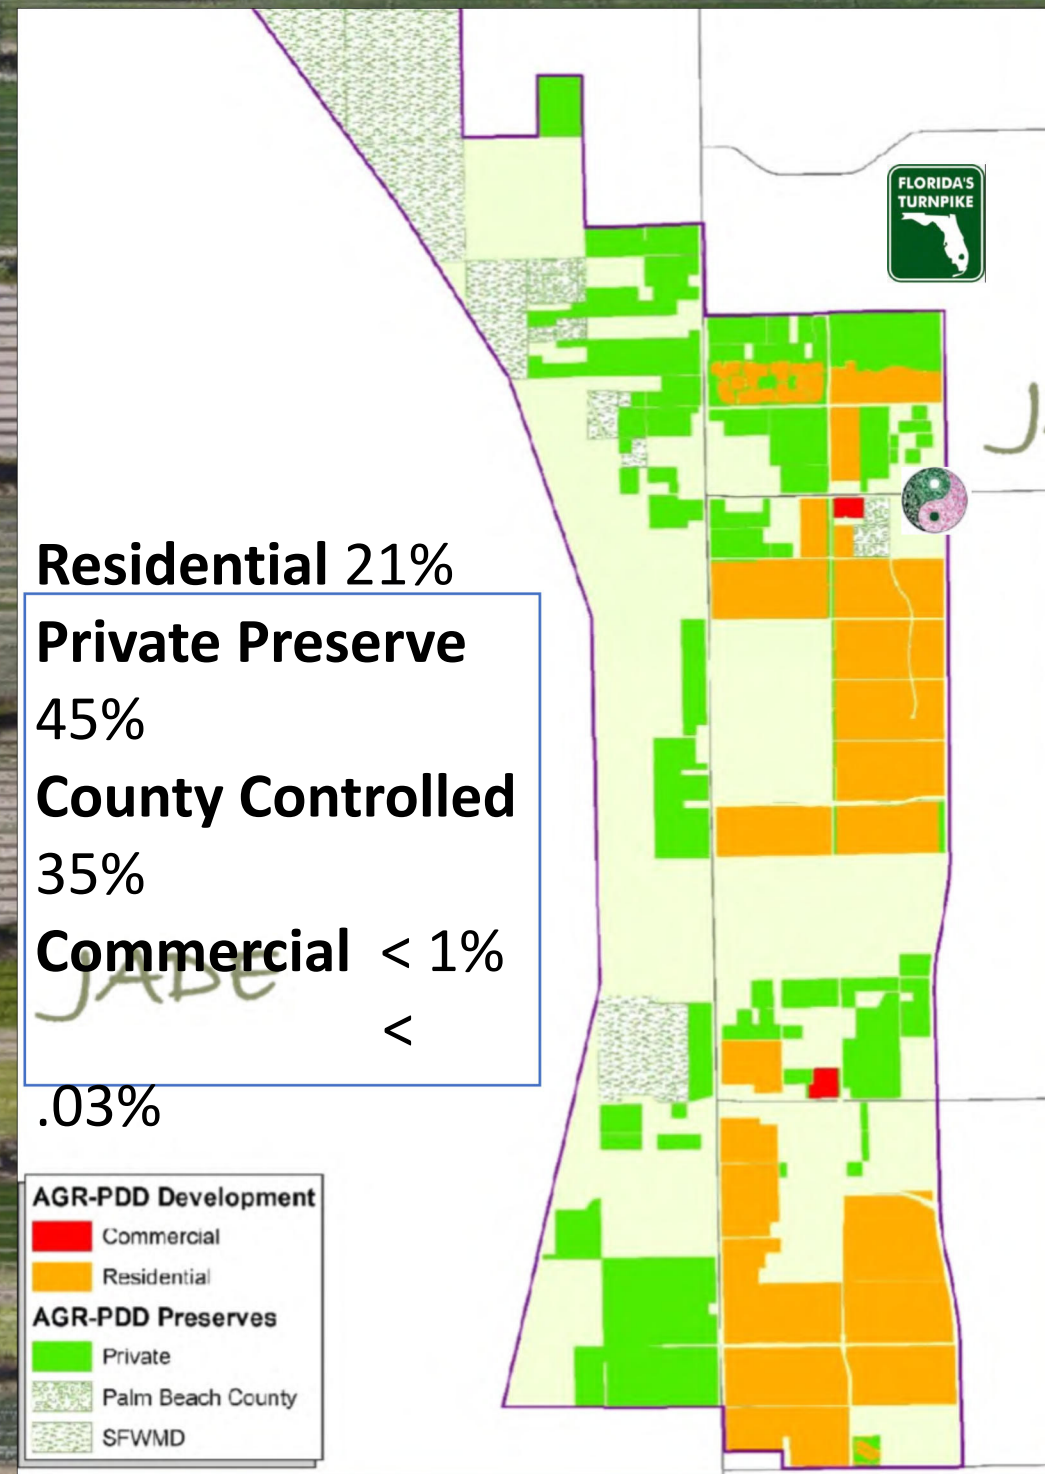 FLORIDA'S
TURNPIKE
J
Residential 21%
Private Preserve
45%
County Controlled
35%
Commercial < 1%
JADE
<
.03%
AGR-PDD Development
Commercial
Residential
AGR-PDD Preserves
Private
Palm Beach County
SFWMD